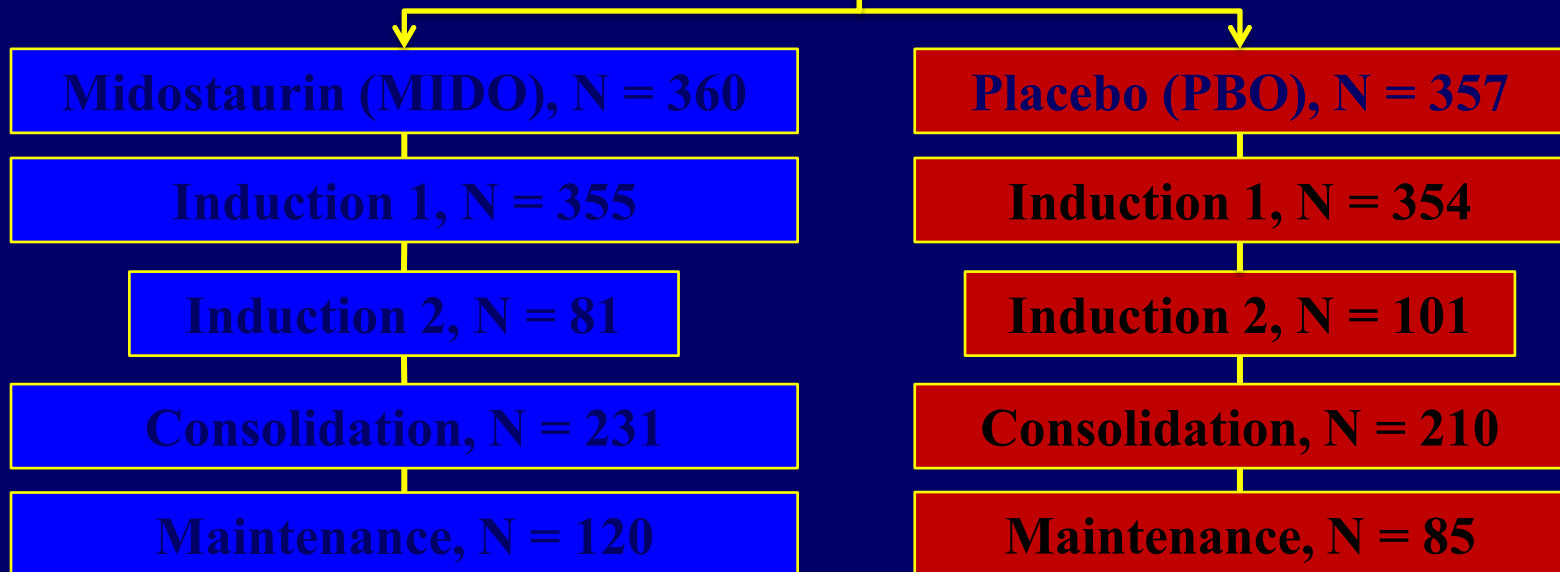 Midostaurin (MIDO), N = 360
Induction 1, N = 355
Induction 2, N = 81
Consolidation, N = 231
Maintenance, N = 120
Placebo (PBO), N = 357
Induction 1, N = 354
Induction 2, N = 101
Consolidation, N = 210
Maintenance, N = 85